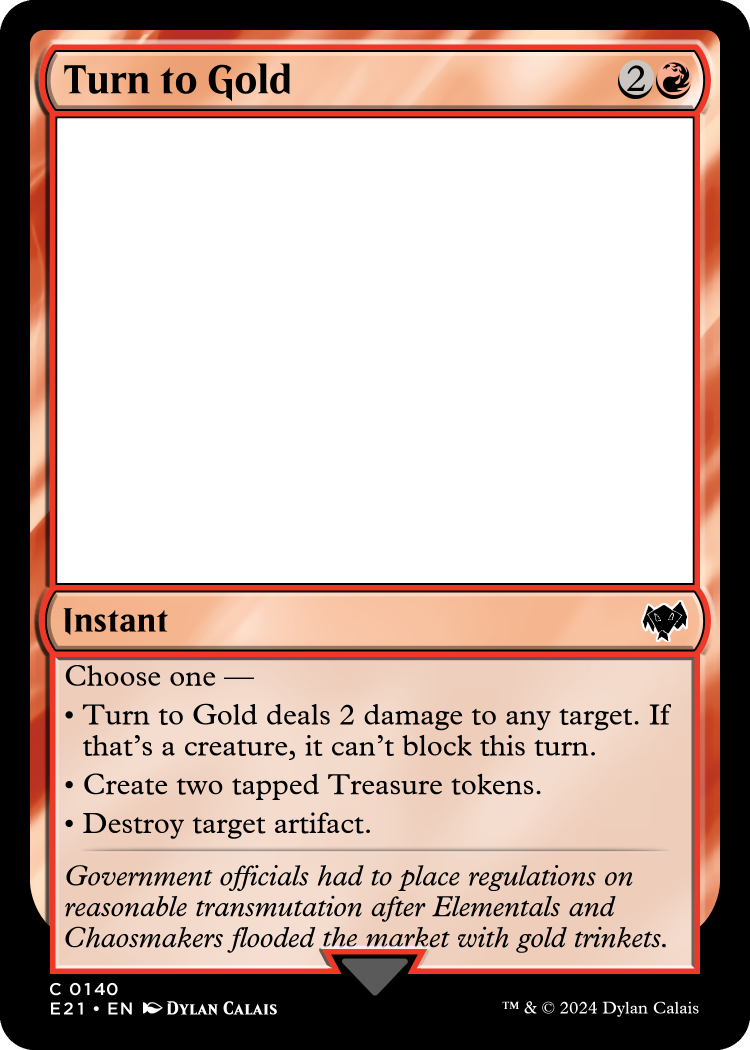 Turn to Gold 2
Instant
Choose one —
• Turn to Gold deals 2 damage to any target. If
that’s a creature, it can’t block this turn.
• Create two tapped Treasure tokens.
• Destroy target artifact.
Government officials had to place regulations on
reasonable transmutation after Elementals and
Chaosmakers flooded the market with gold trinkets.
C 0140
E21 • EN Dylan Calais
™ & © 2024 Dylan Calais